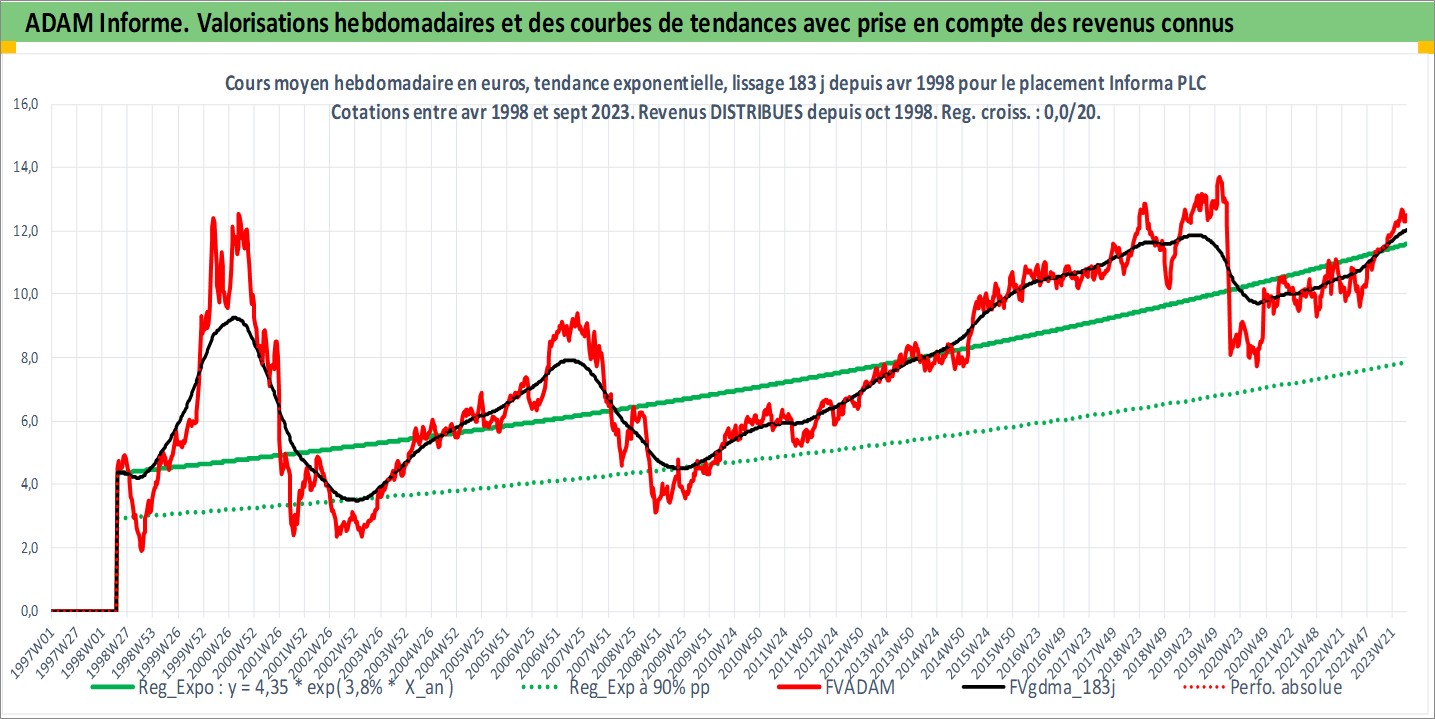 ADAM Informe. Valorisations hebdomadaires et des courbes de tendances avec prise en compte des revenus connus
Cours moyen hebdomadaire en euros, tendance exponentielle, lissage 183 j depuis avr 1998 pour le placement Informa PLC
Cotations entre avr 1998 et sept 2023. Revenus DISTRIBUES depuis oct 1998. Reg. croiss. : 0,0/20.
16,0
14,0
12,0
10,0
8,0
6,0
4,0
2,0
0,0
1997W01 1997W27 1998W01 1998W27 1998W53 1999W26 1999W52 2000W26 2000W52 2001W26 2001W52 2002W26 2002W52 2003W26 2003W52 2004W26 2004W52 2005W25 2005W51 2006W25 2006W51 2007W25 2007W51 2008W25 2008W51 2009W25 2009W51 2010W24 2010W50 2011W24 2011W50 2012W24 2012W50 2013W24 2013W50 2014W24 2014W50 2015W24 2015W50 2016W23 2016W49 2017W23 2017W49 2018W23 2018W49 2019W23 2019W49 2020W23 2020W49 2021W22 2021W48 2022W21 2022W47 2023W21
Reg_Expo : y = 4,35 * exp( 3,8% * X_an ) Reg_Exp à 90% pp FVADAM FVgdma_183j Perfo. absolue